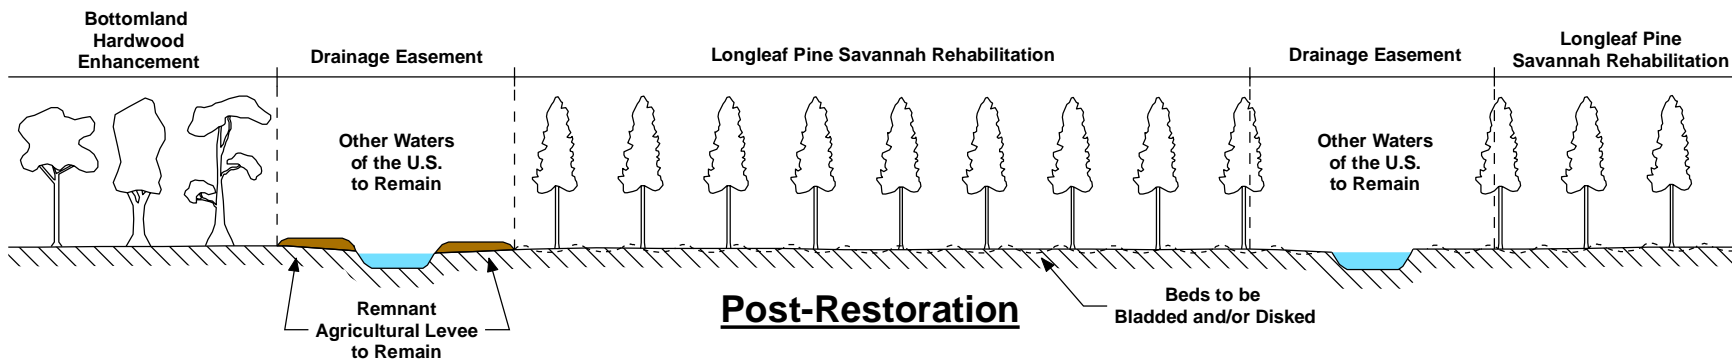 Bottomland
Hardwood
Enhancement
Drainage Easement
Longleaf Pine Savannah Rehabilitation
Drainage Easement
Longleaf Pine
Savannah Rehabilitation
Other Waters
of the U.S.
to Remain
Other Waters
of the U.S.
to Remain
Remnant
Agricultural Levee
to Remain
Post-Restoration
Beds to be
Bladded and/or Disked